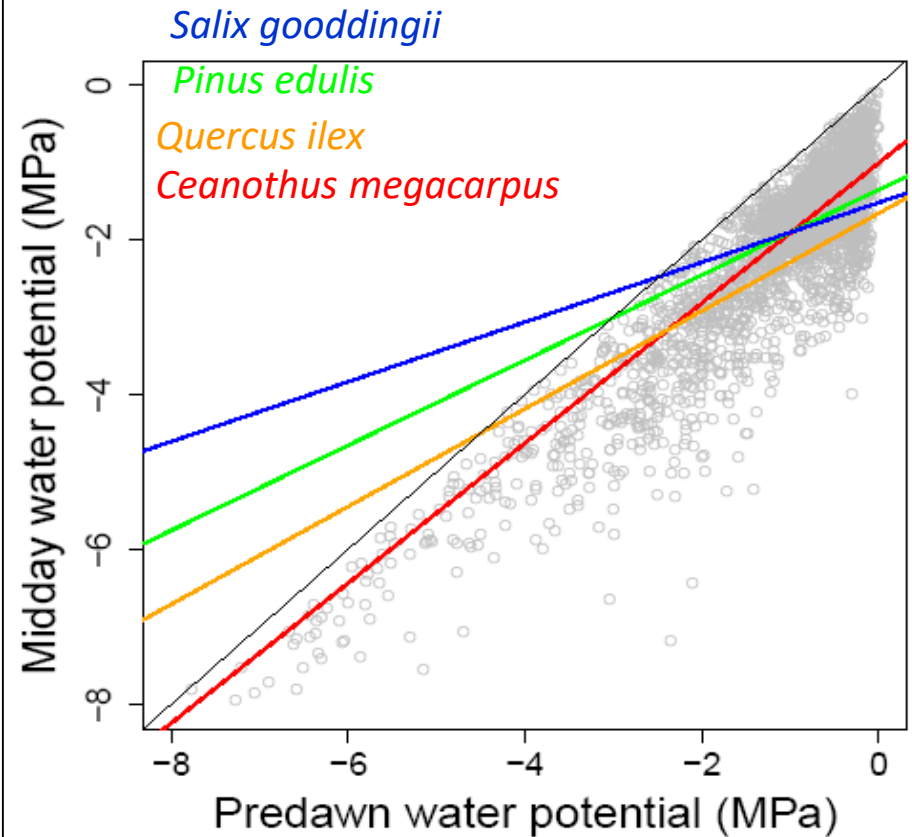 Salix gooddingii
Pinus edulis
Quercus ilex
Ceanothus megacarpus
Midday water potential (MPa)
0
−2
−4
−6
−8
−8 −6 −4 −2 0
Predawn water potential (MPa)